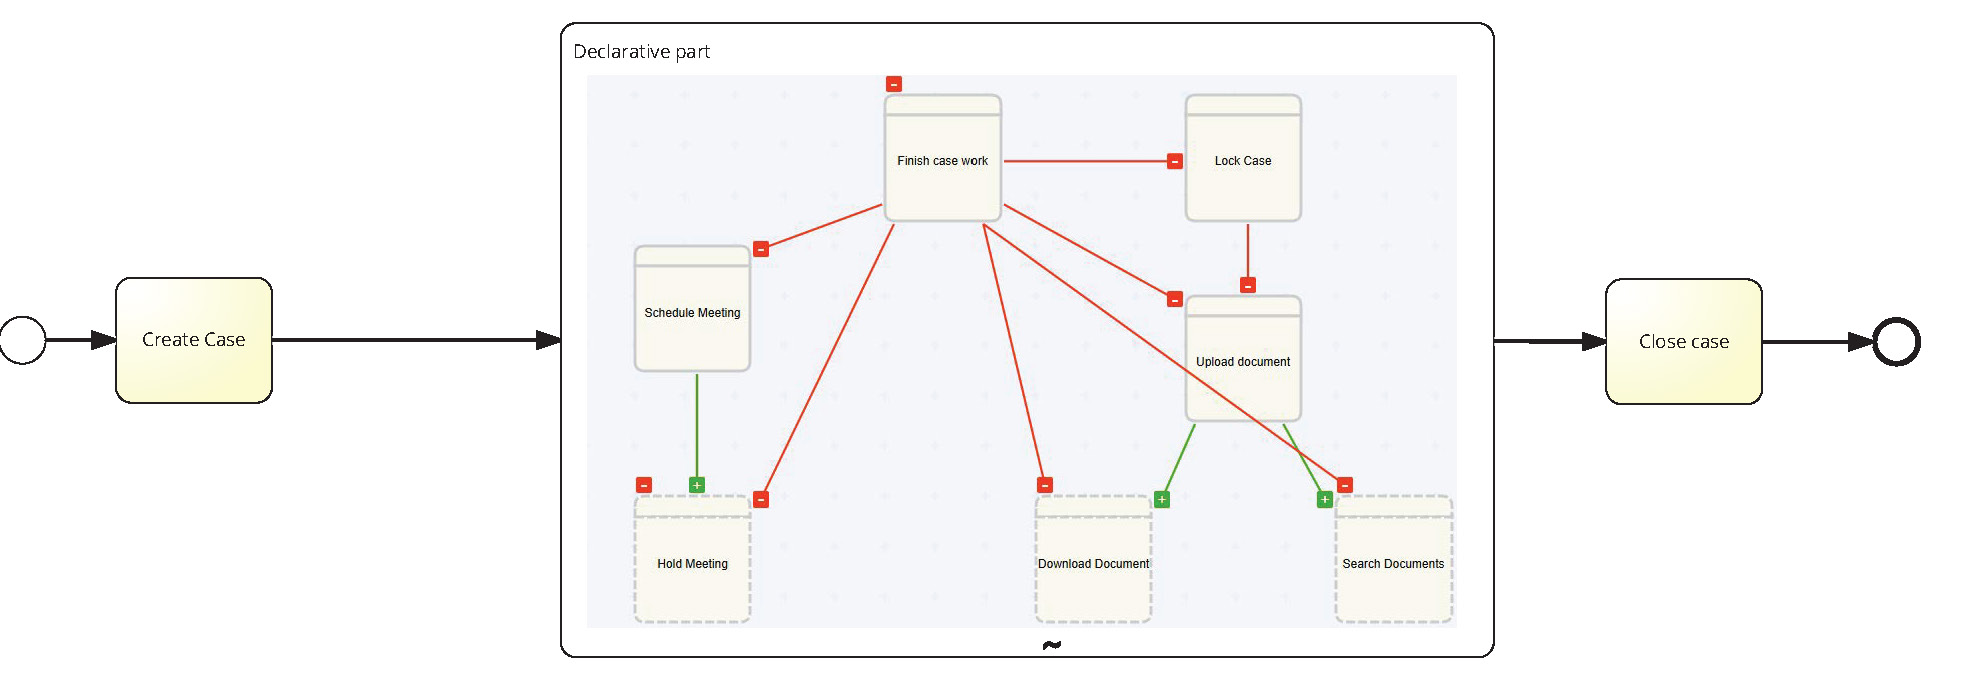 Declarative part
Finish case work
Lock Case
Schedule Meeting
Create Case
Close case
Upload document
Hold Meeting
Download Document
Search Documents